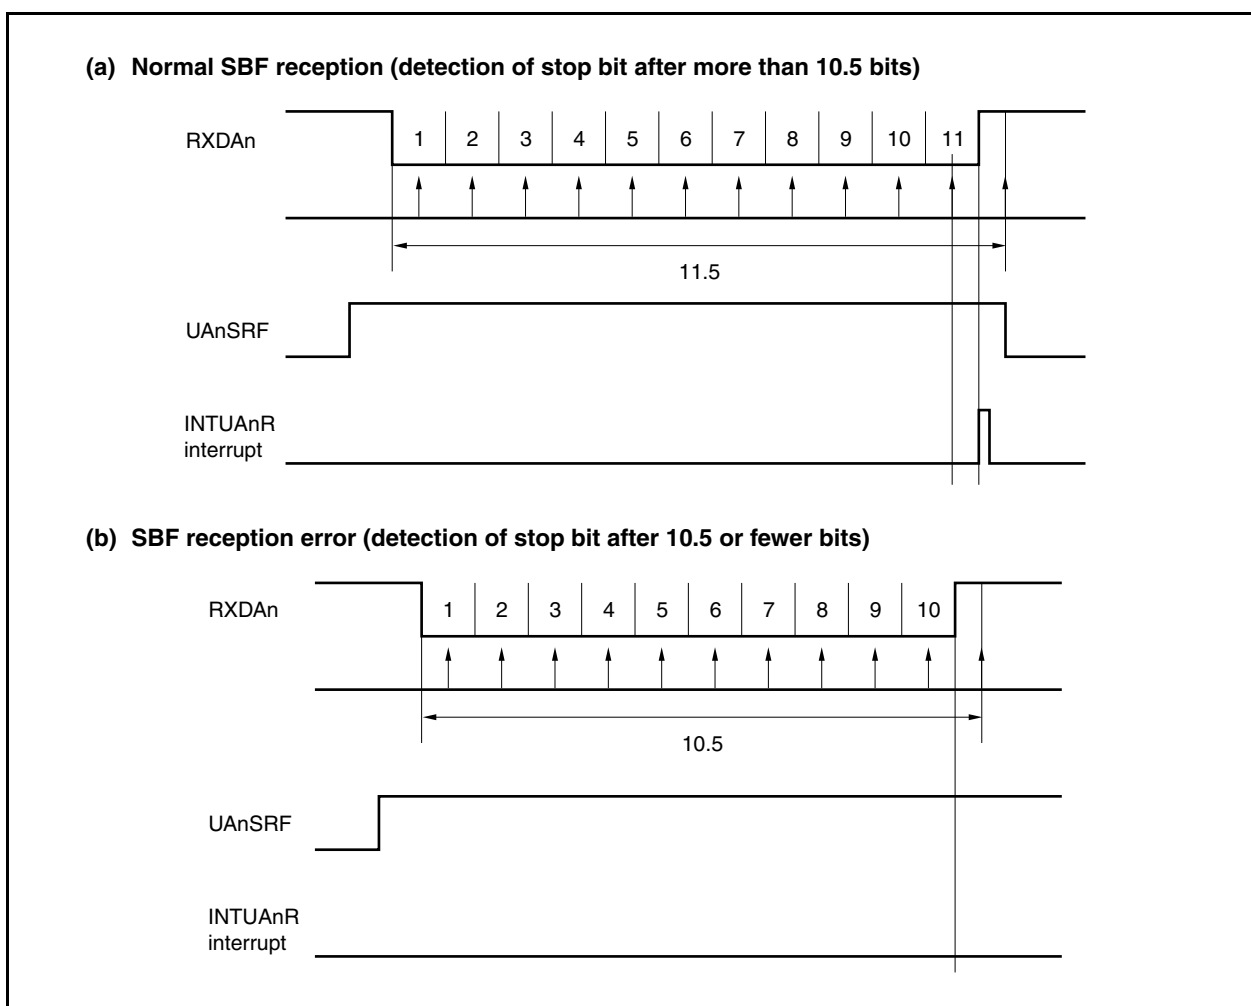 (a) Normal SBF reception (detection of stop bit after more than 10.5 bits)
RXDAn
1 2 3 4 5 6 7 8 9 10 11
11.5
UAnSRF
INTUAnR
interrupt
(b) SBF reception error (detection of stop bit after 10.5 or fewer bits)
RXDAn
1 2 3 4 5 6 7 8 9 10
10.5
UAnSRF
INTUAnR
interrupt